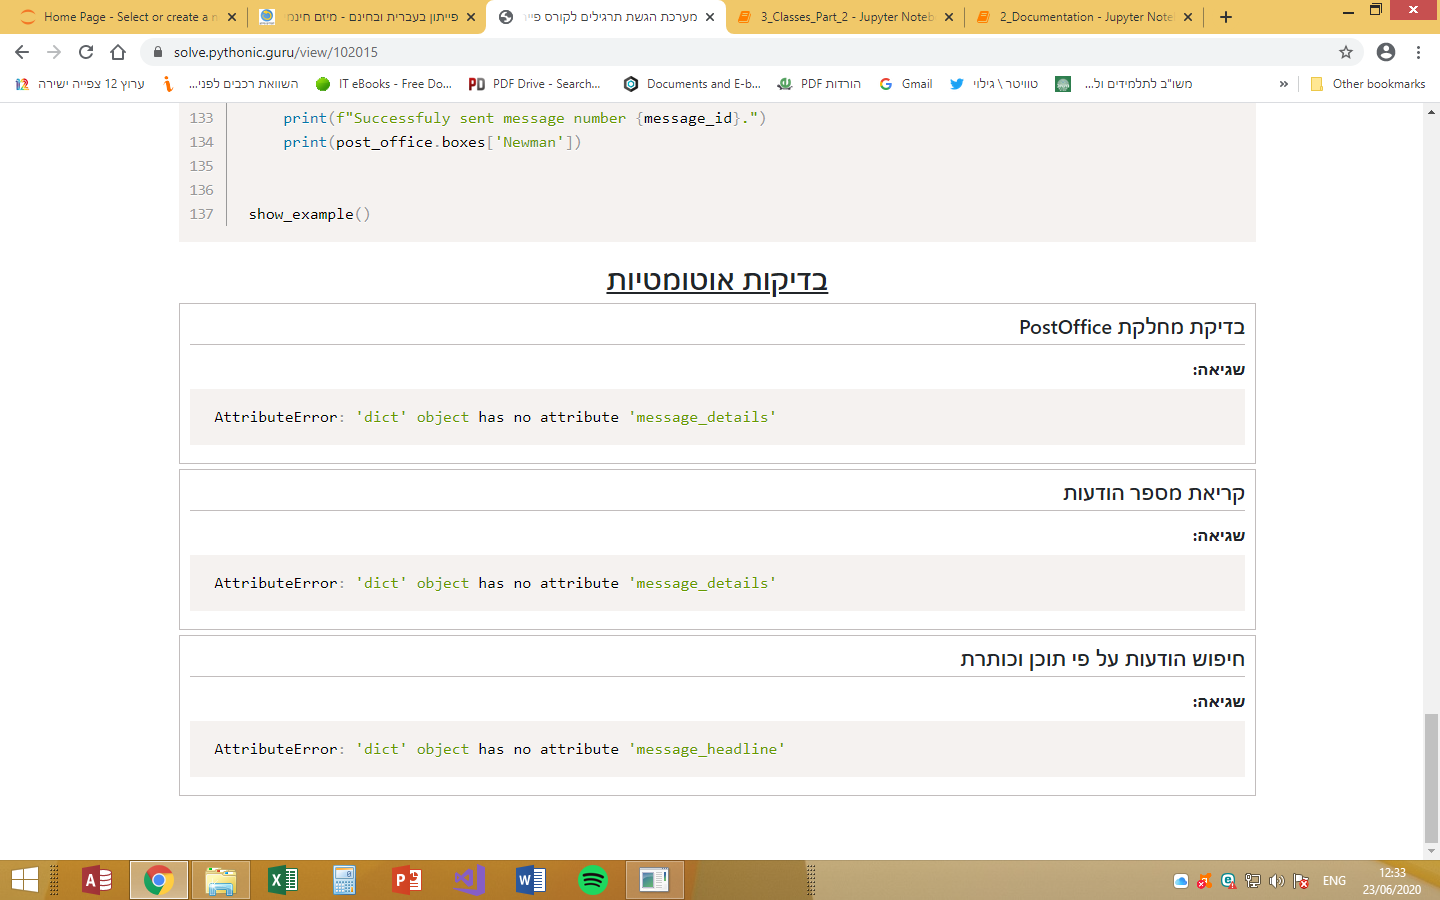 Home Page - Select or create a n
פייתון בעברית ובחינם - מיזם חינמי
מערכת הגשת תרגילים לקורס פיי
3_Classes_Part_2 - Jupyter Noteb
2_Documentation - Jupyter Note
solve.pythonic.guru/view/102015
ערוץ 12 צפייה ישירה
השוואת רכבים לפני...
IT eBooks - Free Do...
PDF Drive - Search...
Documents and E-b...
הורדות PDF
Gmail
טוויטר \ גילוי
משו"ב לתלמידים ול...
»
Other bookmarks
133 print(f"Successfuly sent message number {message_id}.")
134 print(post_office.boxes['Newman'])
135
136
137 show_example()
בדיקות אוטומטיות
בדיקת מחלקת PostOffice
שגיאה:
AttributeError: 'dict' object has no attribute 'message_details'
קריאת מספר הודעות
שגיאה:
AttributeError: 'dict' object has no attribute 'message_details'
חיפוש הודעות על פי תוכן וכותרת
שגיאה:
AttributeError: 'dict' object has no attribute 'message_headline'
ENG
12:33
23/06/2020